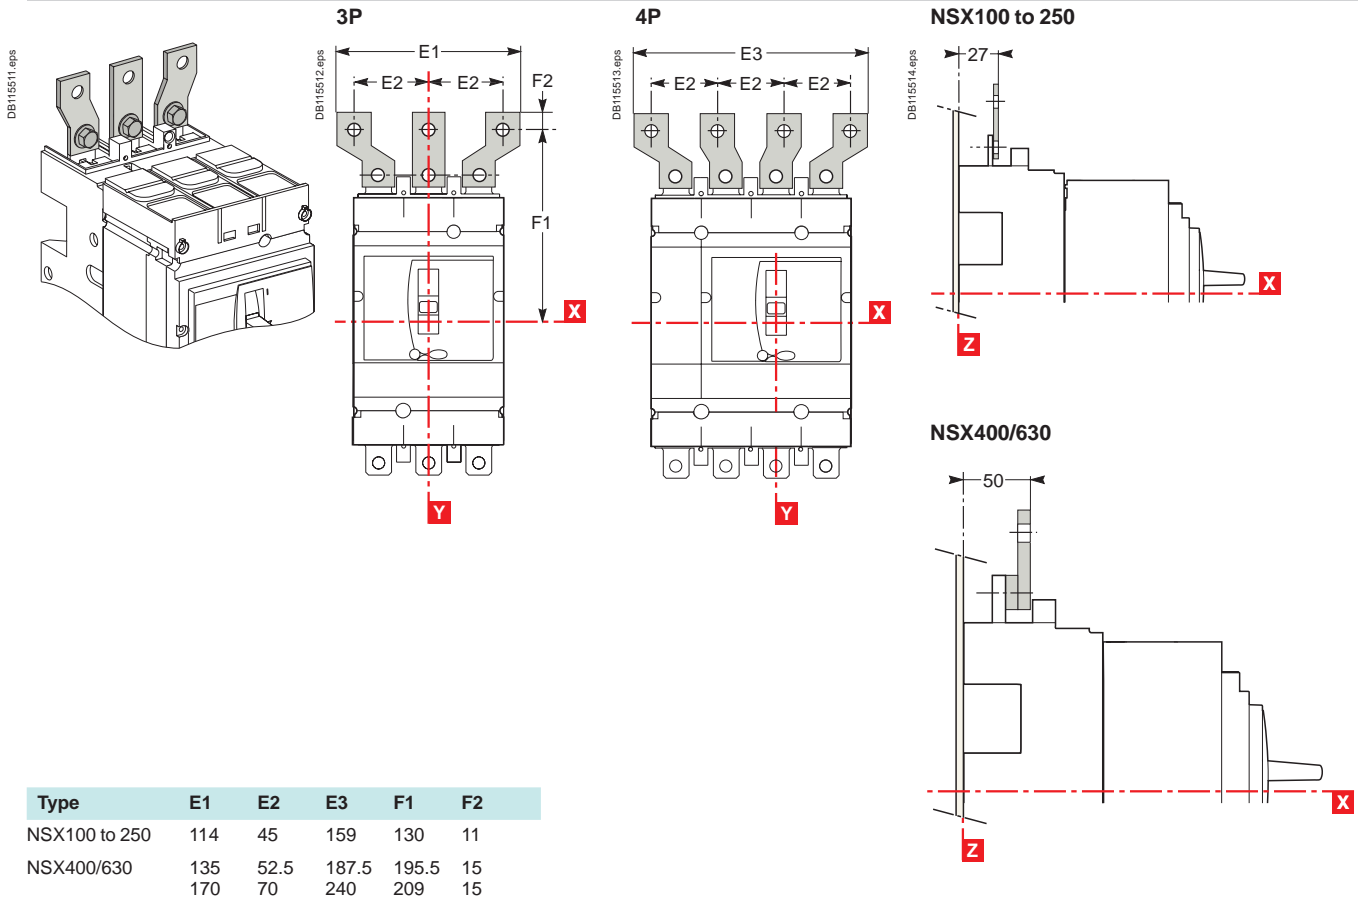 3P
4P
NSX100 to 250
DB115511.eps
DB115512.eps
E1
E2
E2
F2
F1
X
Y
DB115513.eps
E3
E2
E2
E2
X
Y
DB115514.eps
27
X
Z
NSX400/630
50
X
Z
Type E1 E2 E3 F1 F2
NSX100 to 250 114 45 159 130 11
NSX400/630 135 52.5 187.5 195.5 15
170 70 240 209 15